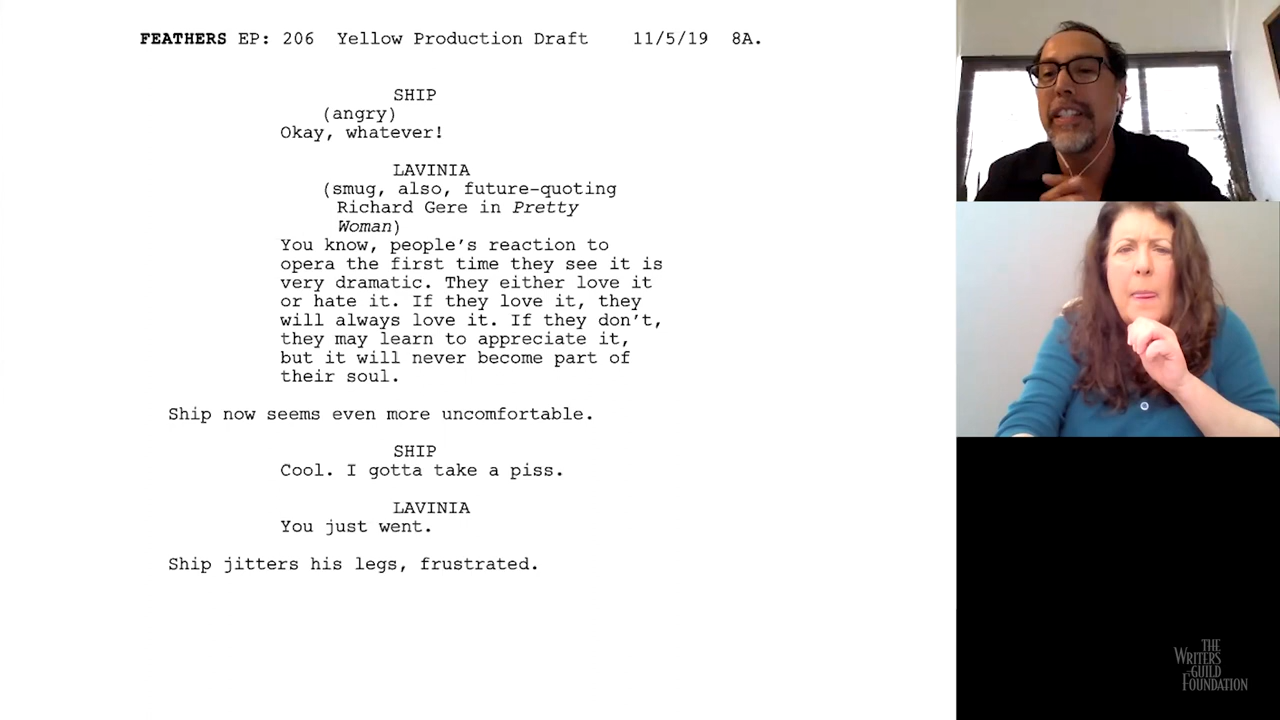 FEATHERS EP: 206 Yellow Production Draft 11/5/19 8A.
SHIP
(angry)
Okay, whatever!
LAVINIA
(smug, also, future-quoting
Richard Gere in Pretty
Woman)
You know, people's reaction to
opera the first time they see it is
very dramatic. They either love it
or hate it. If they love it, they
will always love it. If they don't,
they may learn to appreciate it,
but it will never become part of
their soul.
Ship now seems even more uncomfortable.
SHIP
Cool. I gotta take a piss.
LAVINIA
You just went.
Ship jitters his legs, frustrated.
THE
WRITERS
GUILD
FOUNDATION